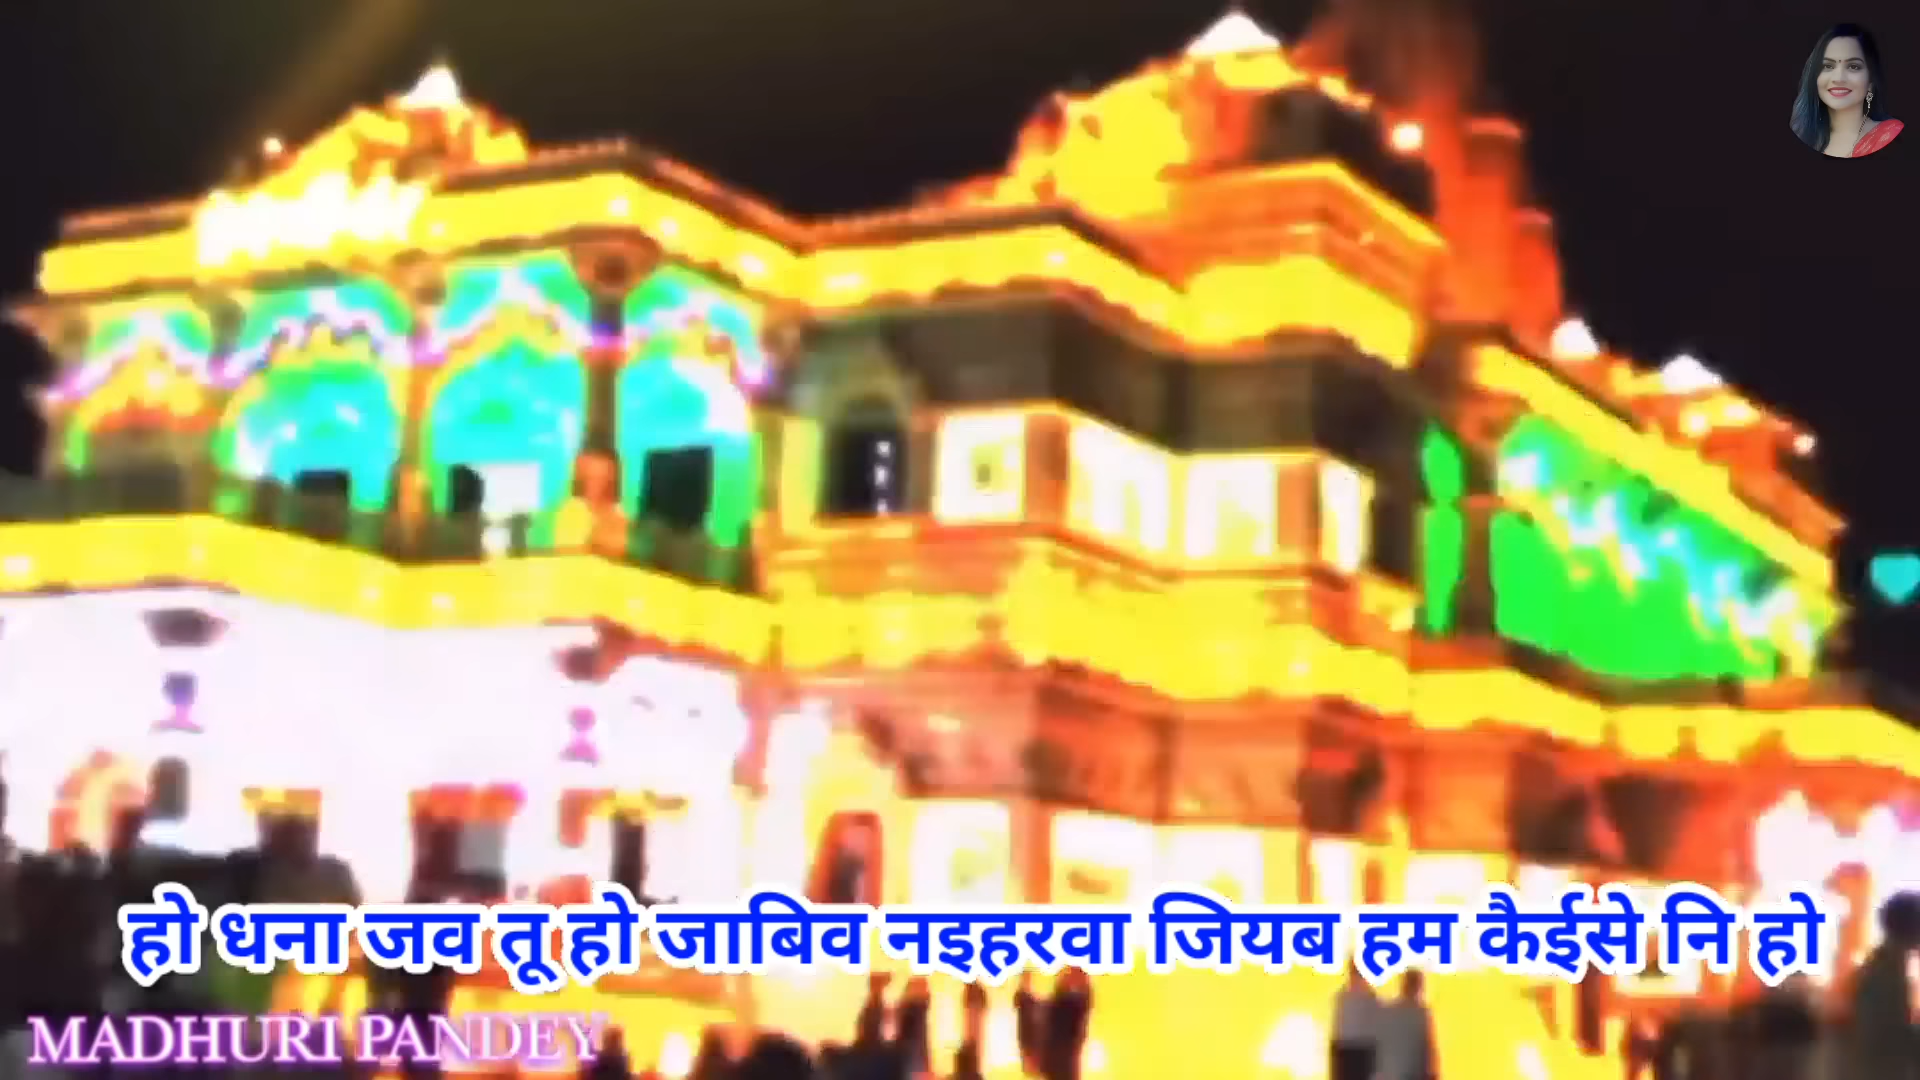 हो धना जव तू हो जाबिव नइहरवा जियब हम कैईसे नि हो
MADHURI PANDEY